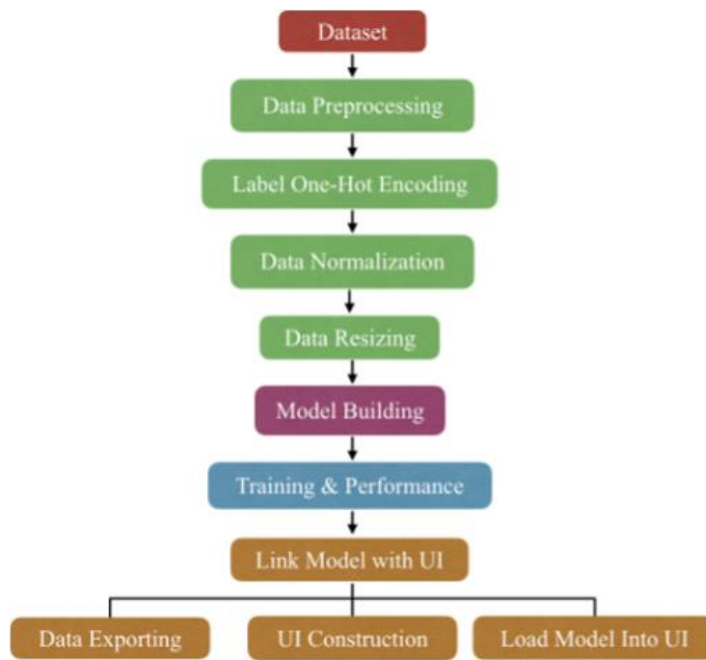 Dataset
Data Preprocessing
Label One-Hot Encoding
Data Normalization
Data Resizing
Model Building
Training & Performance
Link Model with UI
Data Exporting
UI Construction
Load Model Into UI